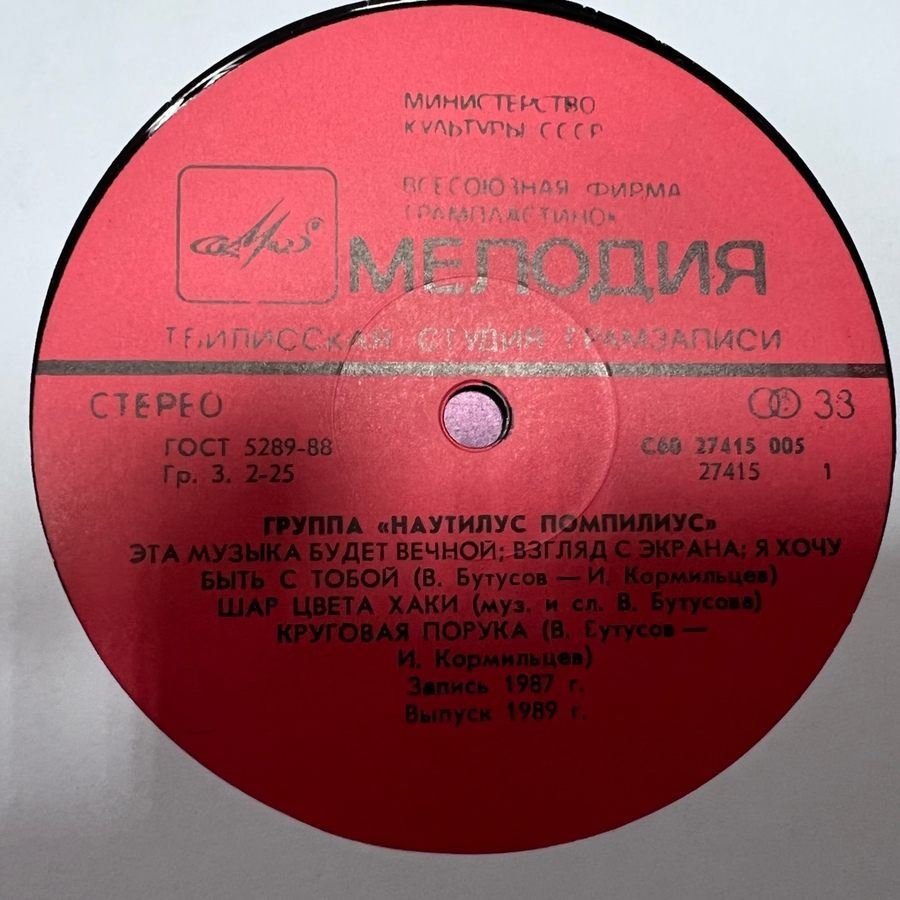 МИНИСТЕРСТВО
КУЛЬТУРЫ СССР
ВСЕСОЮЗНАЯ ФИРМА
ГРАМПЛАСТИНОК
МЕЛОДИЯ
ТБИЛИССКАЯ СТУДИЯ ГРАМЗАПИСИ
СТЕРЕО
33
ГОСТ 5289-88
Гр. 3. 2-25
С60 27415 005
27415 1
ГРУППА «НАУТИЛУС ПОМПИЛИУС»
ЭТА МУЗЫКА БУДЕТ ВЕЧНОЙ; ВЗГЛЯД С ЭКРАНА; Я ХОЧУ
БЫТЬ С ТОБОЙ (В. Бутусов — И. Кормильцев)
ШАР ЦВЕТА ХАКИ (муз. и сл. В. Бутусова)
КРУГОВАЯ ПОРУКА (В. Бутусов —
И. Кормильцев)
Запись 1987 г.
Выпуск 1989 г.